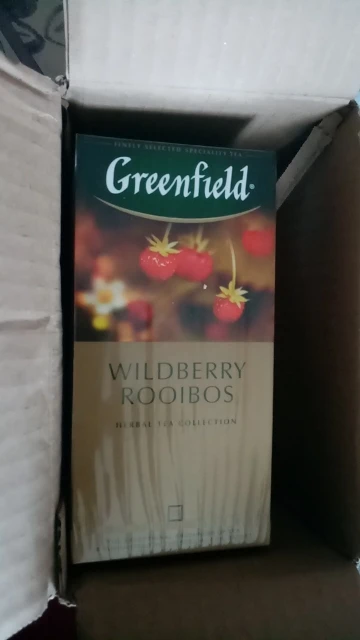 FINELY SELECTED SPECIALITY TEA
Greenfield®
WILDBERRY
ROOIBOS
HERBAL TEA COLLECTION